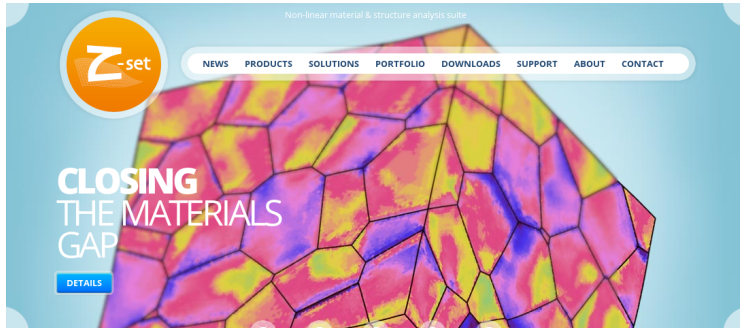 Non-linear material & structure analysis suite
Z-set
NEWS PRODUCTS SOLUTIONS PORTFOLIO DOWNLOADS SUPPORT ABOUT CONTACT
CLOSING
THE MATERIALS
GAP
DETAILS